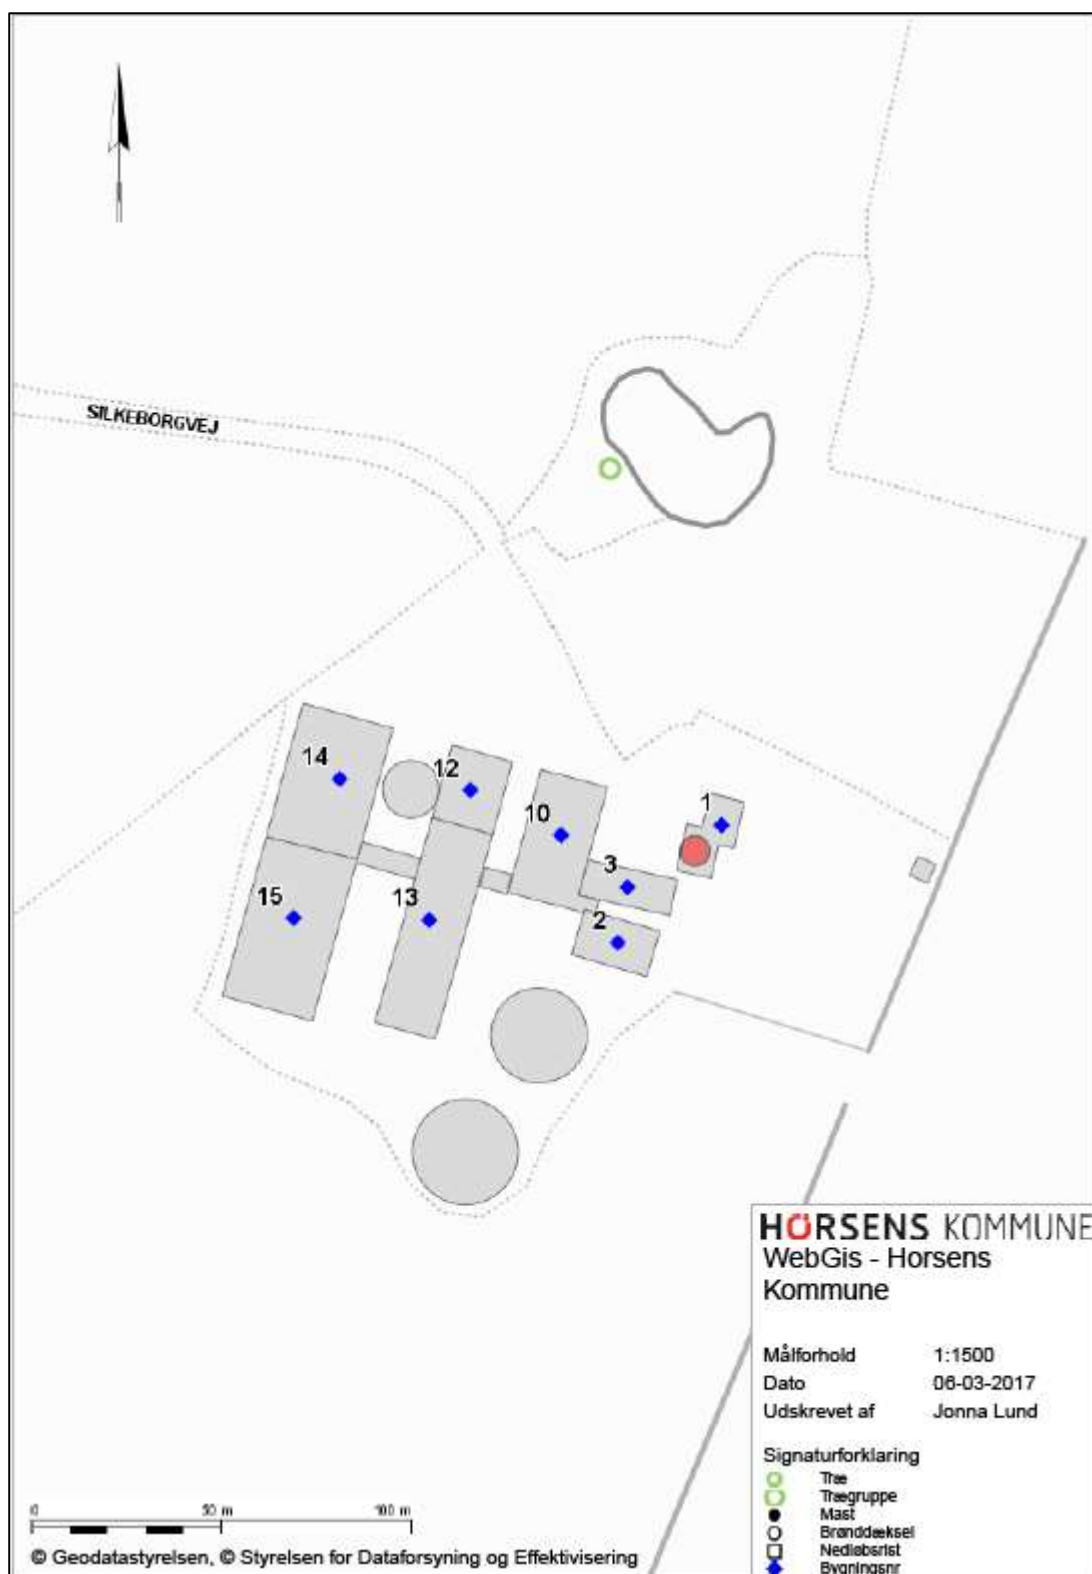 SILKEBORGVEJ
14
12
10
1
3
15
13
2
HORSENS KOMMUNE
WebGis - Horsens
Kommune
Målforhold 1:1500
Dato 06-03-2017
Udskrevet af Jonna Lund
Signaturforklaring
Træ
Trægruppe
Mast
Brønddæksel
Nedløbsrist
Bygningsnr
0 50 m 100 m
© Geodatastyrelsen, © Styrelsen for Dataforsyning og Effektivisering